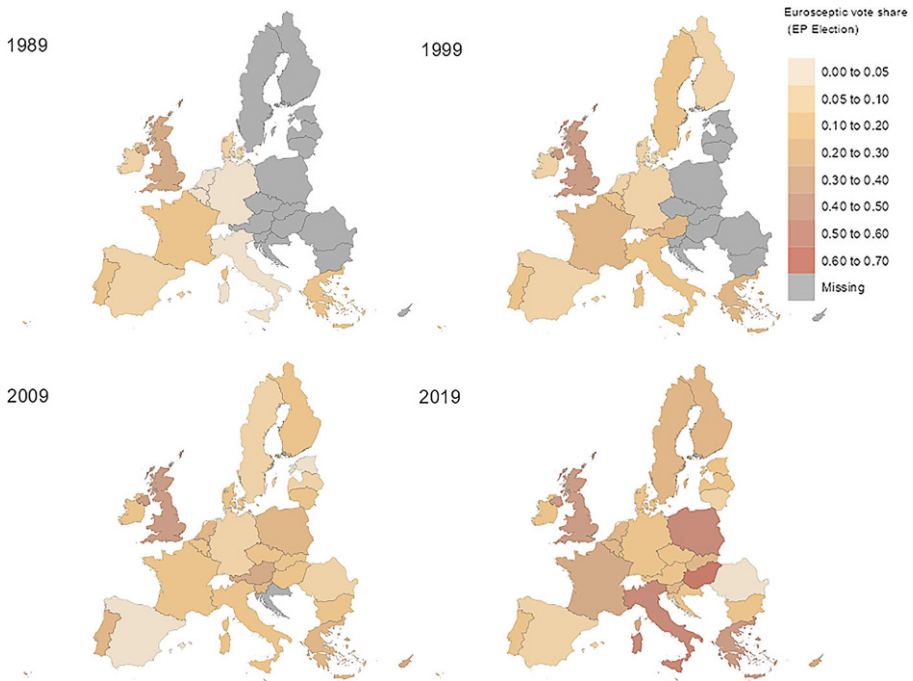 1989
1999
Eurosceptic vote share
(EP Election)
0.00 to 0.05
0.05 to 0.10
0.10 to 0.20
0.20 to 0.30
0.30 to 0.40
0.40 to 0.50
0.50 to 0.60
0.60 to 0.70
Missing
2009
2019